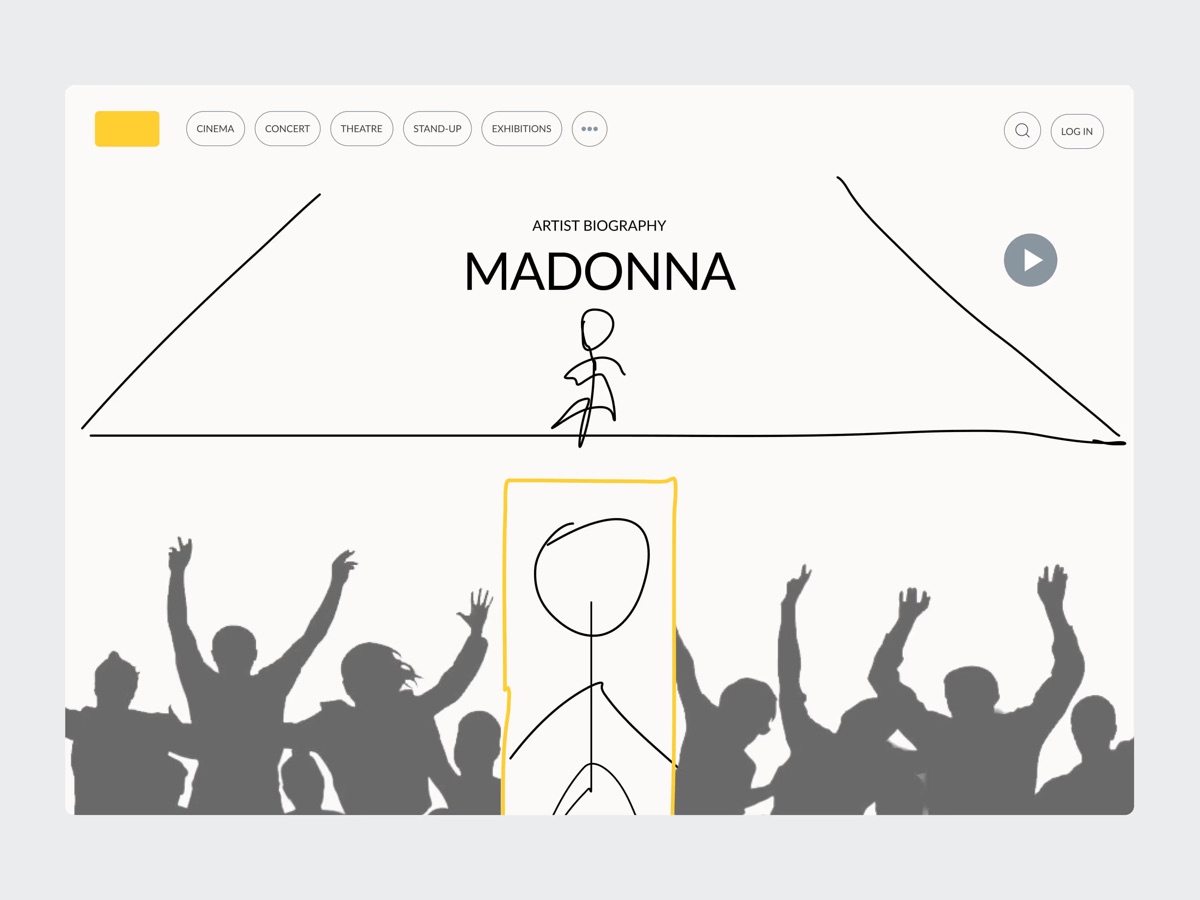 CINEMA
CONCERT
THEATRE
STAND-UP
EXHIBITIONS
LOG IN
ARTIST BIOGRAPHY
MADONNA